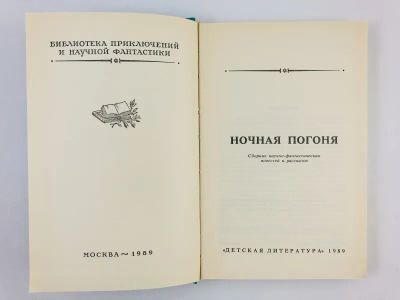 БИБЛИОТЕКА ПРИКЛЮЧЕНИЙ
И НАУЧНОЙ ФАНТАСТИКИ
МОСКВА ~ 1989
НОЧНАЯ ПОГОНЯ
Сборник научно-фантастических
повестей и рассказов
«ДЕТСКАЯ ЛИТЕРАТУРА» 1989